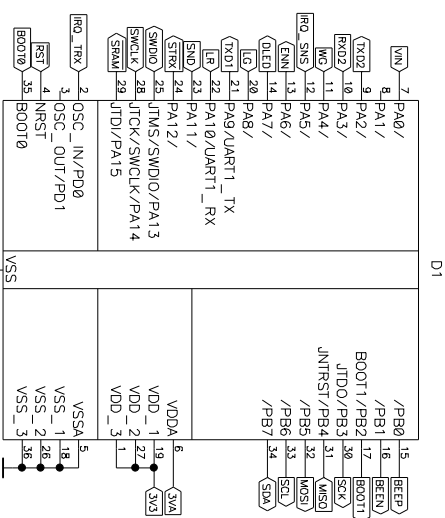 D1
VIN 7 PA0/
8 PA1/
TXD2 9 PA2/
RXD2 10 PA3/
WG 11 PA4/
IRQ_SNS 12 PA5/
ENN 13 PA6/
DLED 14 PA7/
LG 20 PA8/
TXD1 21 PA9/UART1_TX
LR 22 PA10/UART1_RX
SND 23 PA11/
STRX 24 PA12/
SWDIO 25 JTMS/SWDIO/PA13
SWCLK 28 JTCK/SWCLK/PA14
SRAM 29 JTDI/PA15
IRQ_TRX 2 OSC_IN/PD0
3 OSC_OUT/PD1
RST 4 NRST
BOOT0 35 BOOT0
VSS
/PB0 15 BEEP
/PB1 16 BEEN
BOOT1/PB2 17 BOOT1
JTDO/PB3 30 SCK
JNTRST/PB4 31 MISO
/PB5 32 MOSI
/PB6 33 SCL
/PB7 34 SDA
VDDA 6 3VA
VDD_1 19 3V3
VDD_2 27
VDD_3 1
VSSA 5
VSS_1 18
VSS_2 26
VSS_3 36